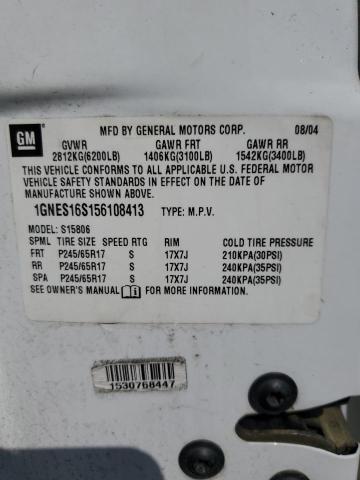 GM
MFD BY GENERAL MOTORS CORP. 08/04
GVWR GAWR FRT GAWR RR
2812KG(6200LB) 1406KG(3100LB) 1542KG(3400LB)
THIS VEHICLE CONFORMS TO ALL APPLICABLE U.S. FEDERAL MOTOR
VEHICLE SAFETY STANDARDS IN EFFECT ON THE DATE OF
MANUFACTURE SHOWN ABOVE.
1GNES16S156108413 TYPE: M.P.V.
MODEL: S15806
SPML TIRE SIZE SPEED RTG RIM COLD TIRE PRESSURE
FRT P245/65R17 S 17X7J 210KPA(30PSI)
RR P245/65R17 S 17X7J 240KPA(35PSI)
SPA P245/65R17 S 17X7J 240KPA(35PSI)
SEE OWNER'S MANUAL FOR MORE INFORMATION.
1530768447